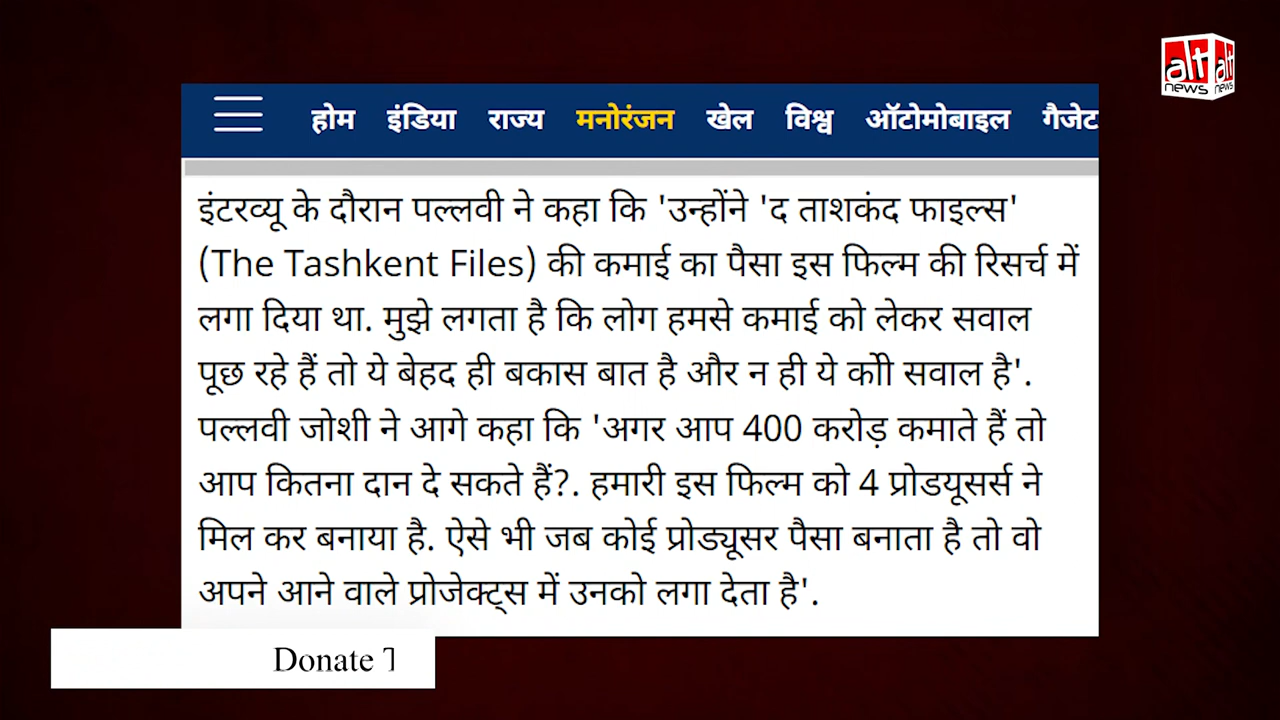 alt alt
news news
होम इंडिया राज्य मनोरंजन खेल विश्व ऑटोमोबाइल गैजेट
इंटरव्यू के दौरान पल्लवी ने कहा कि 'उन्होंने 'द ताशकंद फाइल्स'
(The Tashkent Files) की कमाई का पैसा इस फिल्म की रिसर्च में
लगा दिया था. मुझे लगता है कि लोग हमसे कमाई को लेकर सवाल
पूछ रहे हैं तो ये बेहद ही बकास बात है और न ही ये कोी सवाल है'.
पल्लवी जोशी ने आगे कहा कि 'अगर आप 400 करोड़ कमाते हैं तो
आप कितना दान दे सकते हैं?. हमारी इस फिल्म को 4 प्रोडयूसर्स ने
मिल कर बनाया है. ऐसे भी जब कोई प्रोड्यूसर पैसा बनाता है तो वो
अपने आने वाले प्रोजेक्ट्स में उनको लगा देता है'.
Donate T